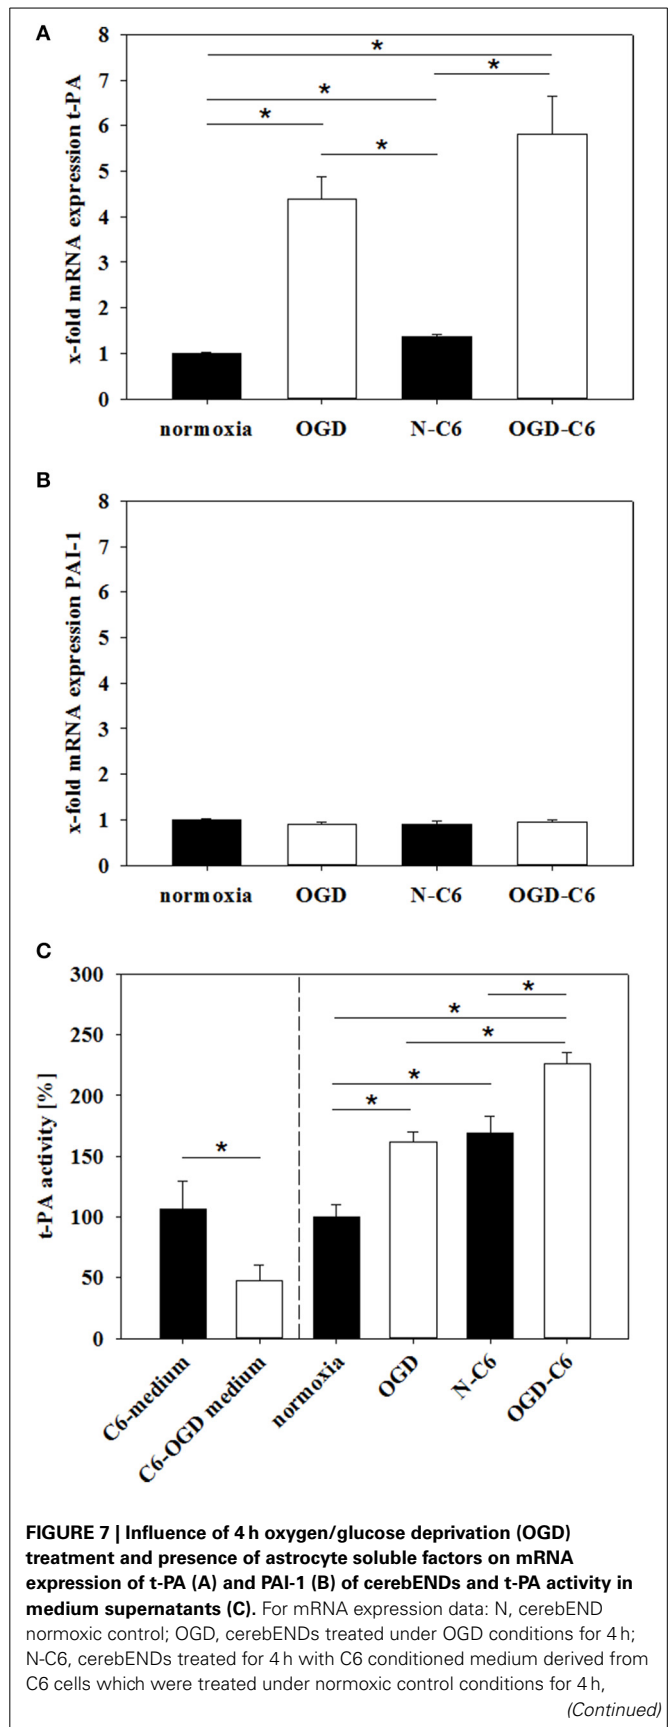 A
x-fold mRNA expression t-PA
8
7
6
5
4
3
2
1
0
*
*
*
*
*
normoxia OGD N-C6 OGD-C6
B
x-fold mRNA expression PAI-1
8
7
6
5
4
3
2
1
0
normoxia OGD N-C6 OGD-C6
C
t-PA activity [%]
300
250
200
150
100
50
0
*
*
*
*
*
*
C6-medium
C6-OGD medium
normoxia
OGD
N-C6
OGD-C6
FIGURE 7 | Influence of 4 h oxygen/glucose deprivation (OGD)
treatment and presence of astrocyte soluble factors on mRNA
expression of t-PA (A) and PAI-1 (B) of cerebENDs and t-PA activity in
medium supernatants (C). For mRNA expression data: N, cerebEND
normoxic control; OGD, cerebENDs treated under OGD conditions for 4 h;
N-C6, cerebENDs treated for 4 h with C6 conditioned medium derived from
C6 cells which were treated under normoxic control conditions for 4 h,
(Continued)